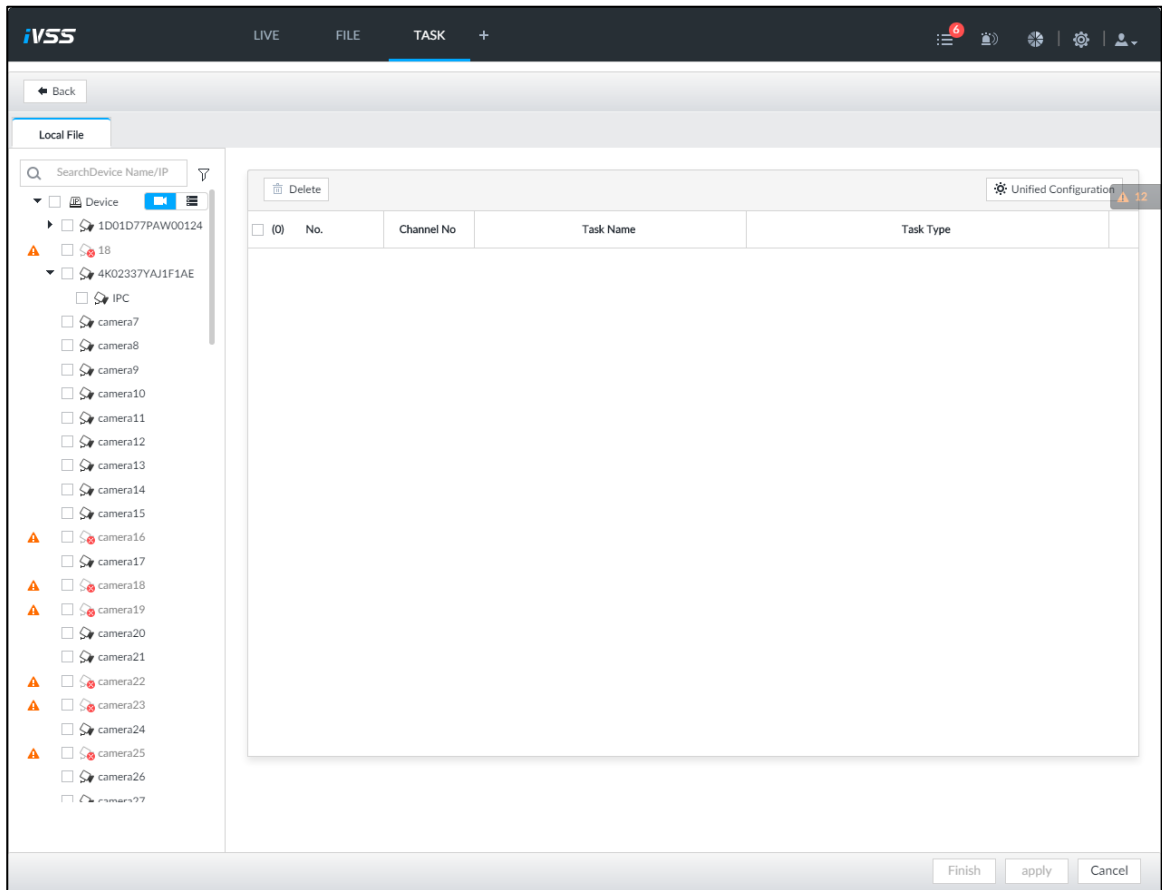 iVSS LIVE FILE TASK + 6
Back
Local File
SearchDevice Name/IP
Device
1D01D77PAW00124
18
4K02337YAJ1F1AE
IPC
camera7
camera8
camera9
camera10
camera11
camera12
camera13
camera14
camera15
camera16
camera17
camera18
camera19
camera20
camera21
camera22
camera23
camera24
camera25
camera26
camera27
Delete Unified Configuration 12
(0) No. Channel No Task Name Task Type
Finish apply Cancel